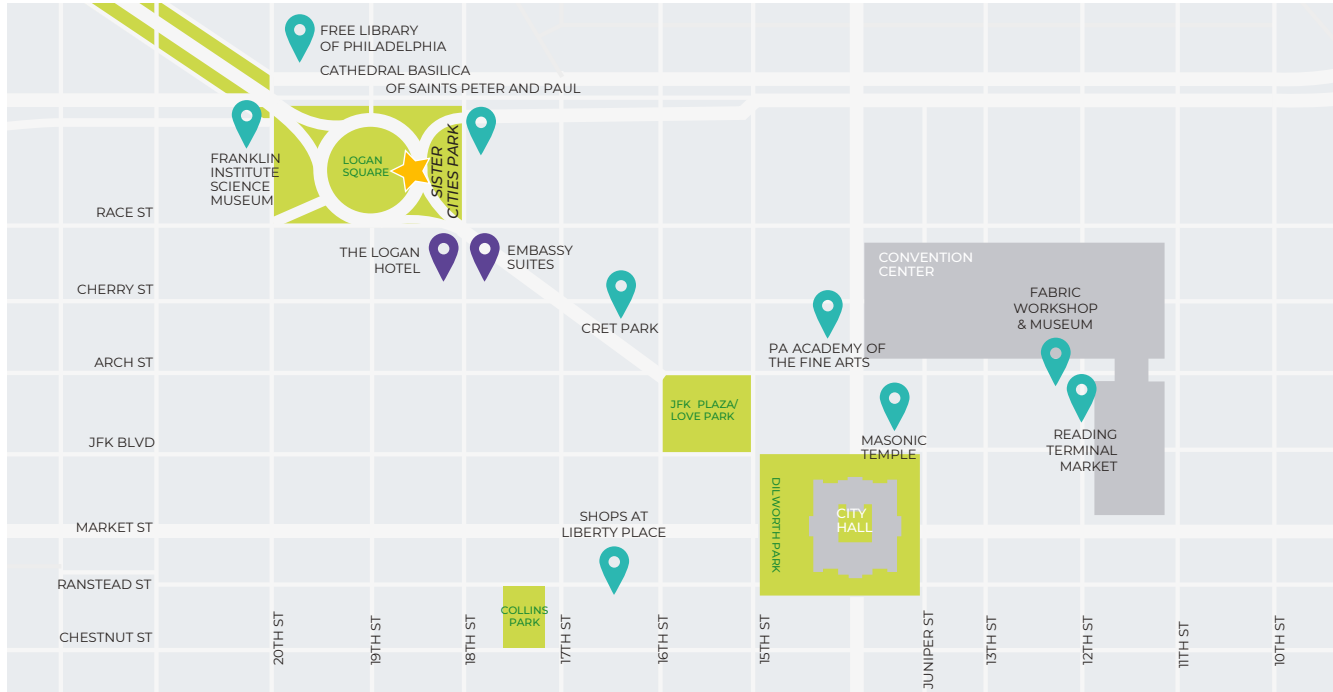 FREE LIBRARY
OF PHILADELPHIA
CATHEDRAL BASILICA
OF SAINTS PETER AND PAUL
FRANKLIN
INSTITUTE
SCIENCE
MUSEUM
LOGAN
SQUARE
SISTER
CITIES PARK
RACE ST
THE LOGAN
HOTEL
EMBASSY
SUITES
CONVENTION
CENTER
CHERRY ST
FABRIC
WORKSHOP
& MUSEUM
CRET PARK
PA ACADEMY OF
THE FINE ARTS
ARCH ST
JFK PLAZA/
LOVE PARK
JFK BLVD
MASONIC
TEMPLE
READING
TERMINAL
MARKET
DILWORTH PARK
CITY
HALL
MARKET ST
SHOPS AT
LIBERTY PLACE
RANSTEAD ST
COLLINS
PARK
CHESTNUT ST
20TH ST
19TH ST
18TH ST
17TH ST
16TH ST
15TH ST
JUNIPER ST
13TH ST
12TH ST
11TH ST
10TH ST